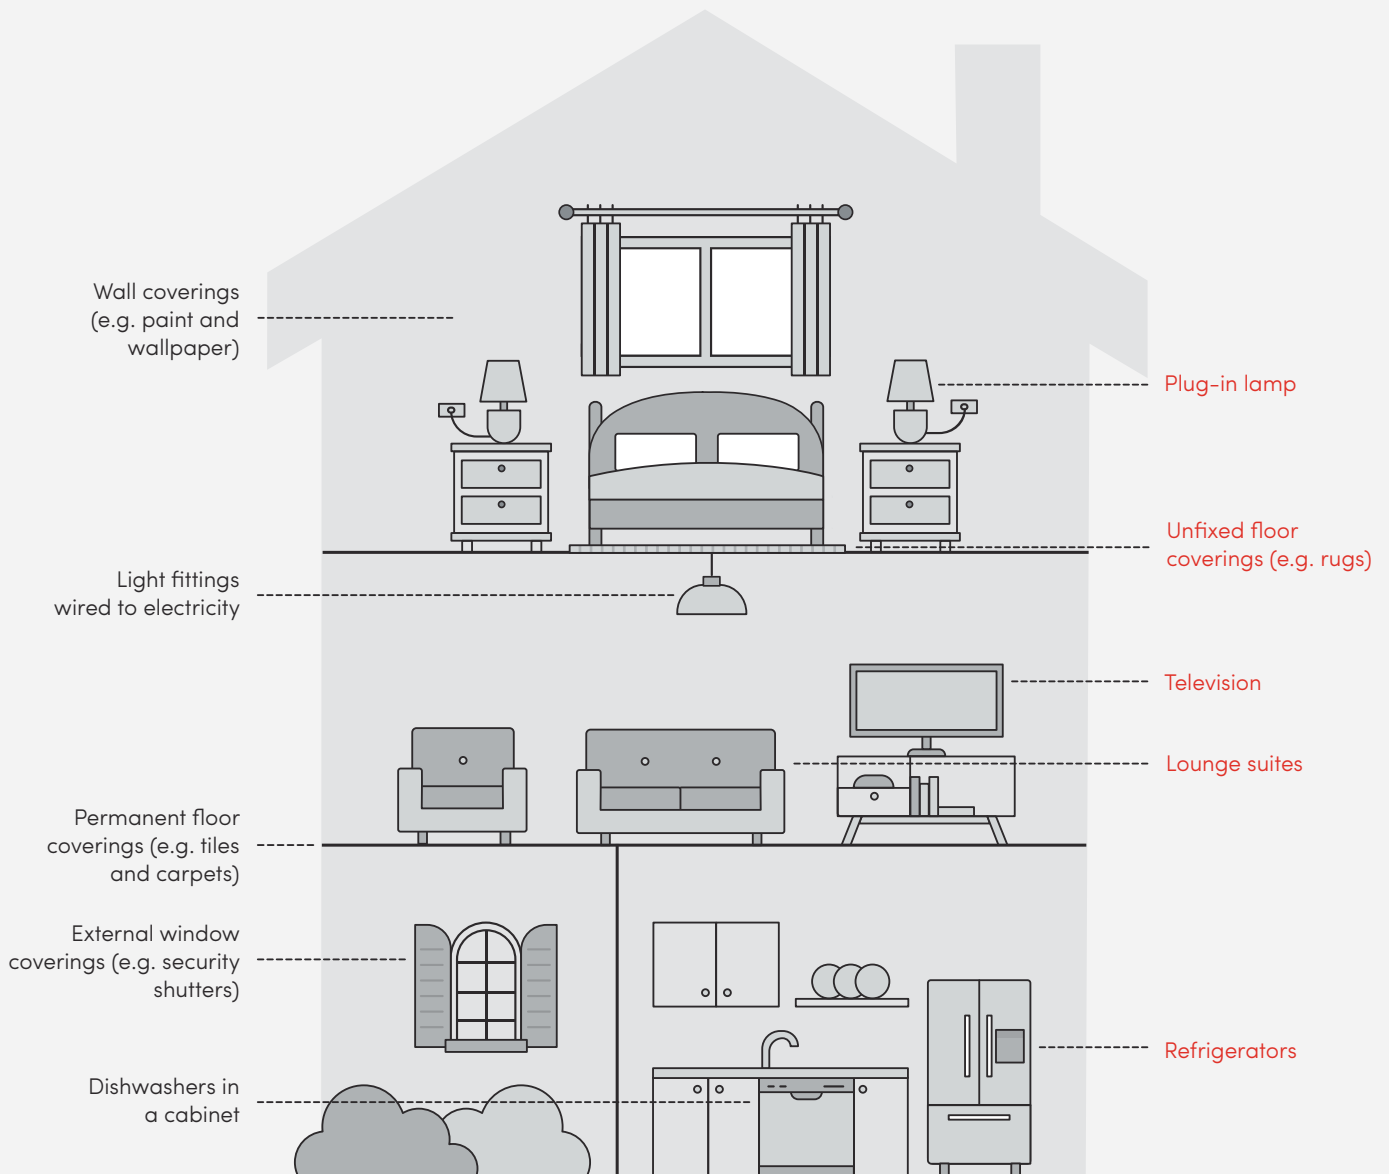 Wall coverings
(e.g. paint and
wallpaper)
Plug-in lamp
Unfixed floor
coverings (e.g. rugs)
Light fittings
wired to electricity
Television
Lounge suites
Permanent floor
coverings (e.g. tiles
and carpets)
External window
coverings (e.g. security
shutters)
Refrigerators
Dishwashers in
a cabinet